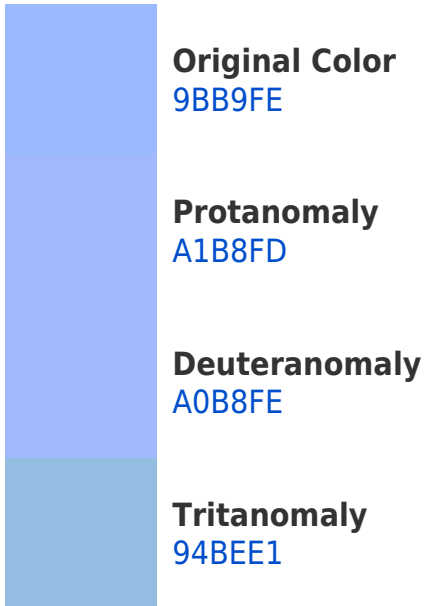 Original Color
9BB9FE
Protanomaly
A1B8FD
Deuteranomaly
A0B8FE
Tritanomaly
94BEE1